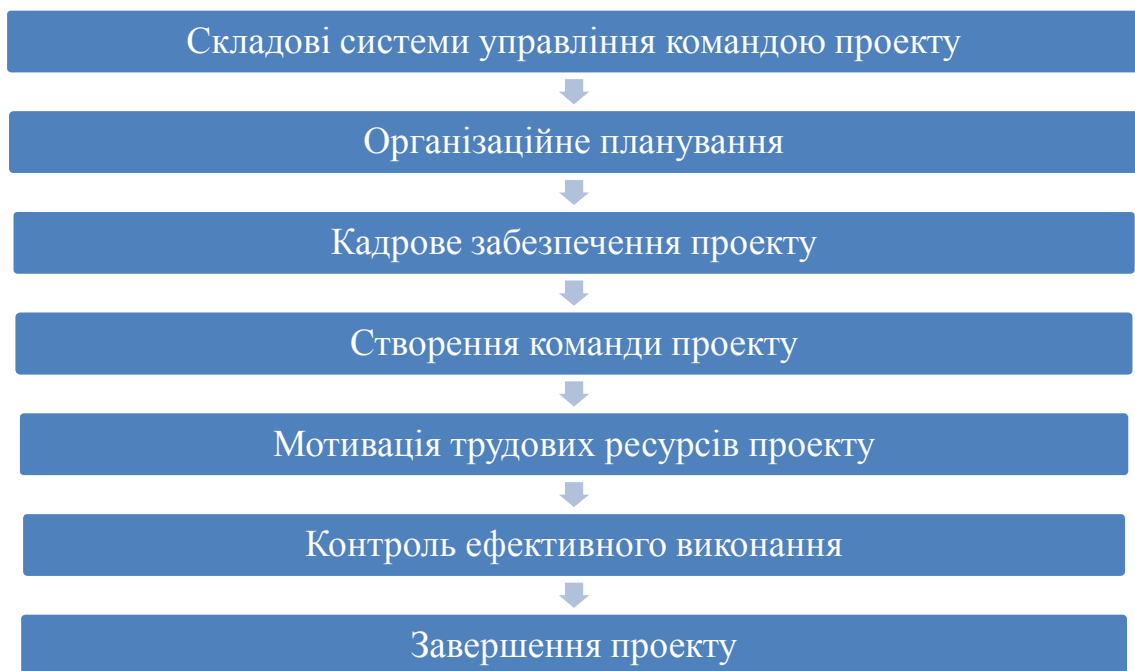 Складові системи управління командою проекту
Організаційне планування
Кадрове забезпечення проекту
Створення команди проекту
Мотивація трудових ресурсів проекту
Контроль ефективного виконання
Завершення проекту